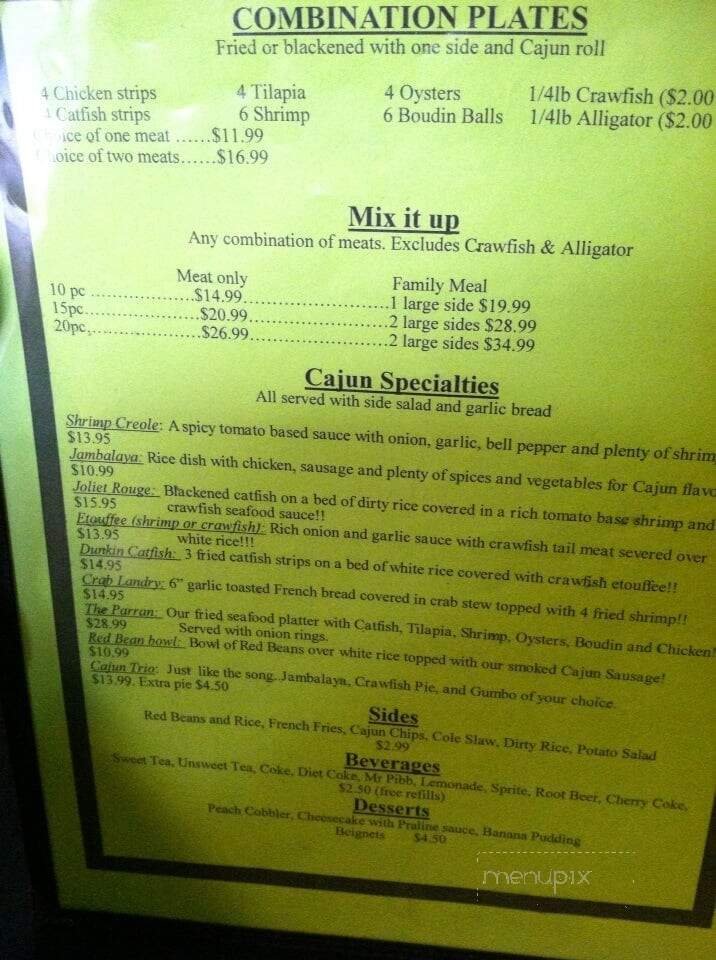 COMBINATION PLATES
Fried or blackened with one side and Cajun roll
4 Chicken strips 4 Tilapia 4 Oysters 1/4lb Crawfish ($2.00
4 Catfish strips 6 Shrimp 6 Boudin Balls 1/4lb Alligator ($2.00
Choice of one meat ......$11.99
Choice of two meats......$16.99
Mix it up
Any combination of meats. Excludes Crawfish & Alligator
Meat only Family Meal
10 pc ....................$14.99..........................1 large side $19.99
15pc......................$20.99.........................2 large sides $28.99
20pc,.....................$26.99.........................2 large sides $34.99
Cajun Specialties
All served with side salad and garlic bread
Shrimp Creole: A spicy tomato based sauce with onion, garlic, bell pepper and plenty of shrim
$13.95
Jambalaya: Rice dish with chicken, sausage and plenty of spices and vegetables for Cajun flavo
$10.99
Joliet Rouge: Blackened catfish on a bed of dirty rice covered in a rich tomato base shrimp and
$15.95 crawfish seafood sauce!!
Etouffee (shrimp or crawfish): Rich onion and garlic sauce with crawfish tail meat severed over
$13.95 white rice!!!
Dunkin Catfish: 3 fried catfish strips on a bed of white rice covered with crawfish etouffee!!
$14.95
Crab Landry: 6" garlic toasted French bread covered in crab stew topped with 4 fried shrimp!!
$14.95
The Parran: Our fried seafood platter with Catfish, Tilapia, Shrimp, Oysters, Boudin and Chicken!
$28.99 Served with onion rings.
Red Bean bowl: Bowl of Red Beans over white rice topped with our smoked Cajun Sausage!
$10.99
Cajun Trio: Just like the song..Jambalaya, Crawfish Pie, and Gumbo of your choice.
$13.99. Extra pie $4.50
Sides
Red Beans and Rice, French Fries, Cajun Chips, Cole Slaw, Dirty Rice, Potato Salad
$2.99
Beverages
Sweet Tea, Unsweet Tea, Coke, Diet Coke, Mr Pibb, Lemonade, Sprite, Root Beer, Cherry Coke,
$2.50 (free refills)
Desserts
Peach Cobbler, Cheesecake with Praline sauce, Banana Pudding
Beignets $4.50
menupix